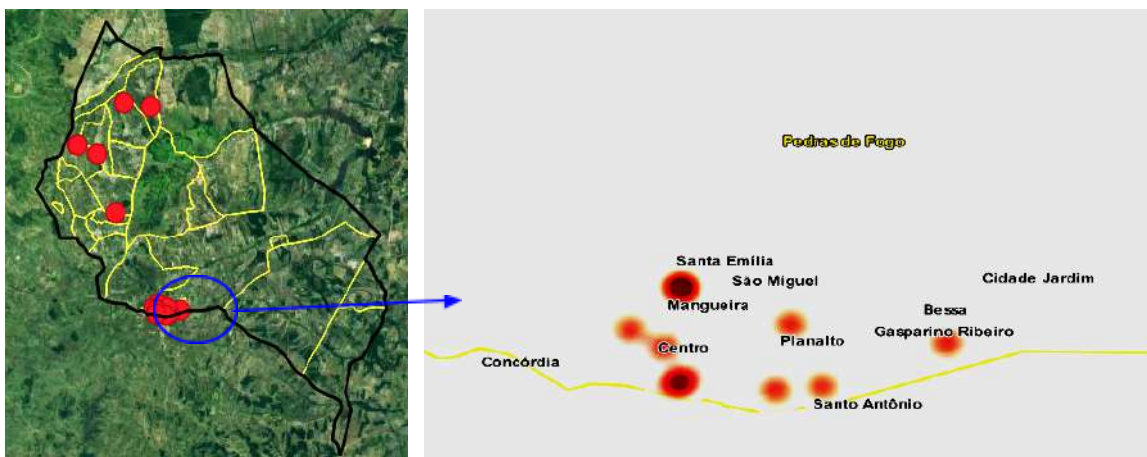 Pedras de Fogo
Santa Emília
São Miguel
Cidade Jardim
Mangueira
Bessa
Gasparino Ribeiro
Planalto
Centro
Concórdia
Santo Antônio